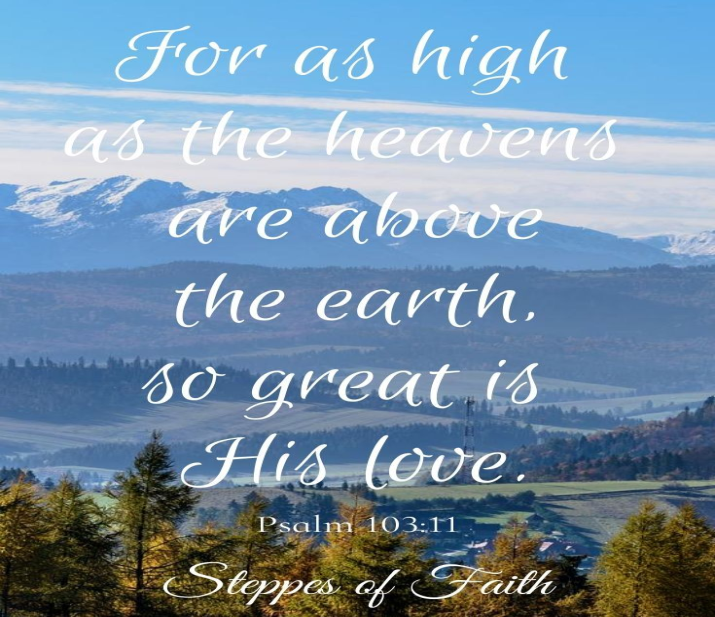 For as high
as the heavens
are above
the earth,
so great is
His love.
Psalm 103:11
Steppes of Faith